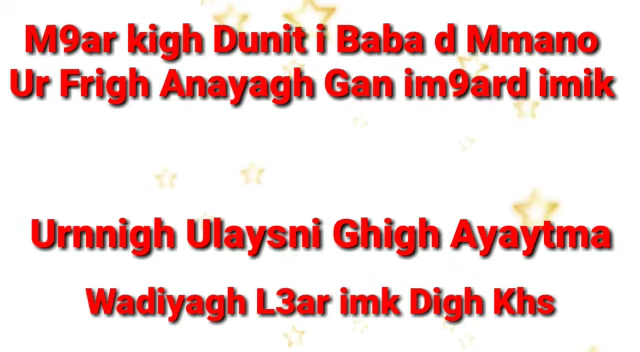 M9ar kigh Dunit i Baba d Mmano
Ur Frigh Anayagh Gan im9ard imik
Urnnigh Ulaysni Ghigh Ayaytma
Wadiyagh L3ar imk Digh Khs